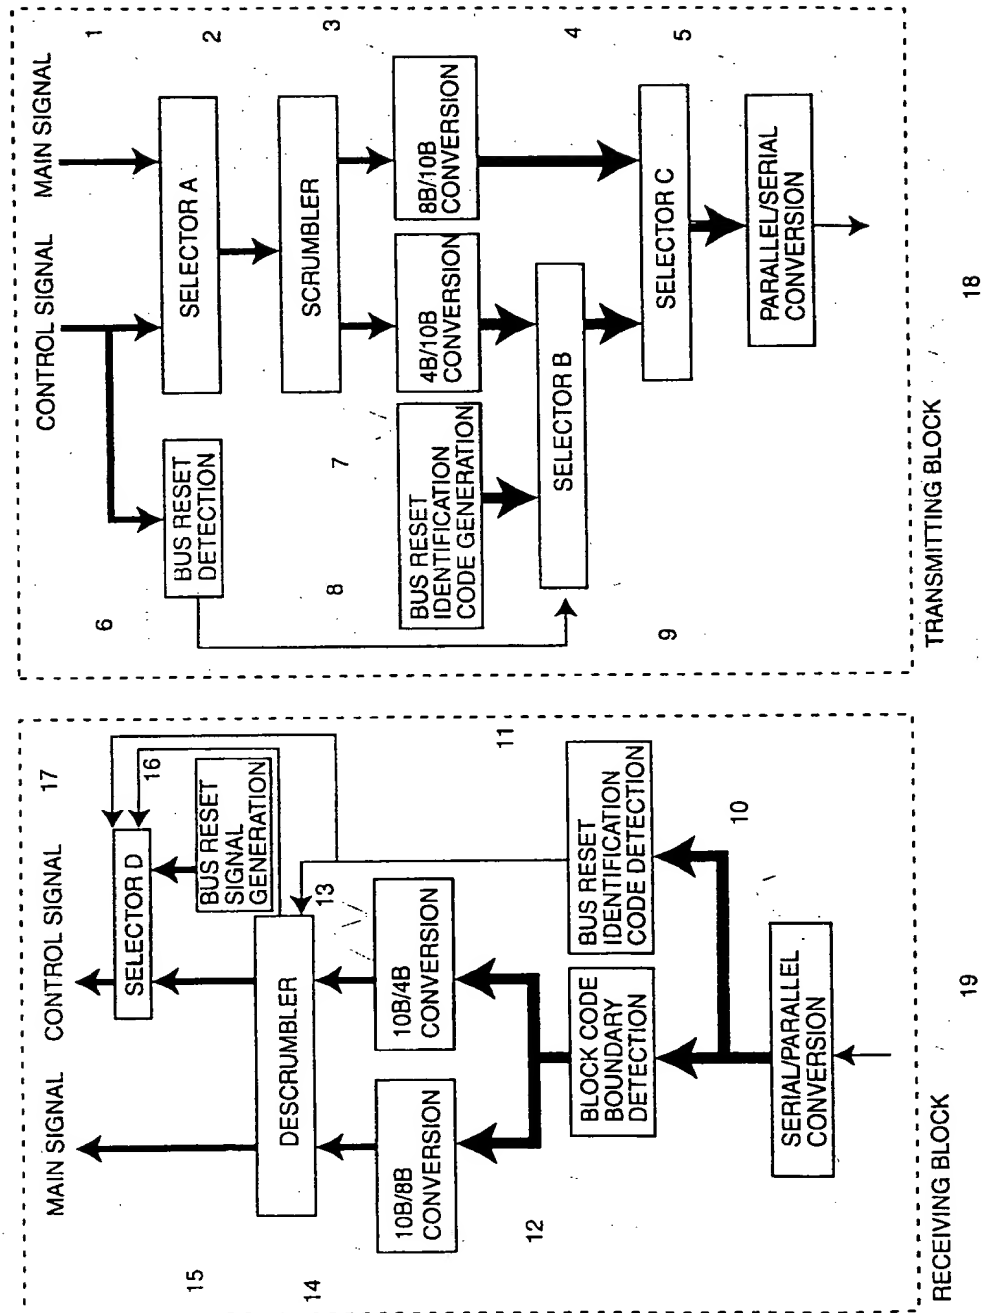 MAIN SIGNAL
CONTROL SIGNAL
1
SELECTOR A
2
BUS RESET
DETECTION
6
SCRUMBLER
3
8B/10B
CONVERSION
4B/10B
CONVERSION
7
BUS RESET
IDENTIFICATION
CODE GENERATION
8
SELECTOR B
4
SELECTOR C
5
9
PARALLEL/SERIAL
CONVERSION
TRANSMITTING BLOCK
18
MAIN SIGNAL
CONTROL SIGNAL
17
SELECTOR D
16
BUS RESET
SIGNAL
GENERATION
15
DESCRUMBLER
13
14
10B/8B
CONVERSION
10B/4B
CONVERSION
11
12
BLOCK CODE
BOUNDARY
DETECTION
BUS RESET
IDENTIFICATION
CODE DETECTION
10
SERIAL/PARALLEL
CONVERSION
RECEIVING BLOCK
19